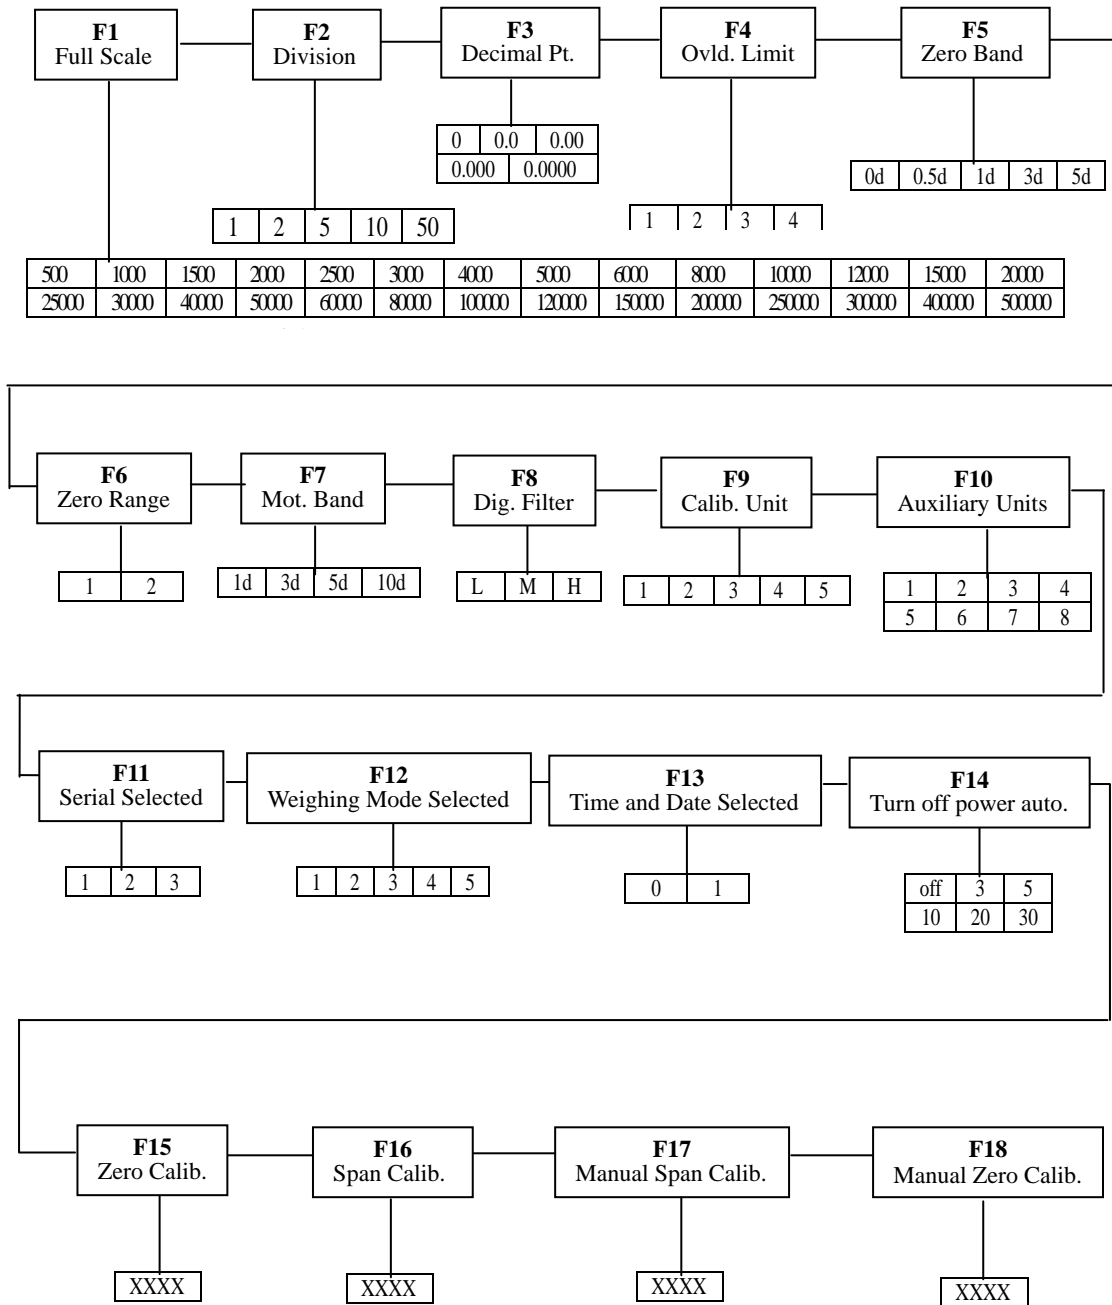 F1
Full Scale
F2
Division
F3
Decimal Pt.
F4
Ovld. Limit
F5
Zero Band
0 0.0 0.00
0.000 0.0000
0d 0.5d 1d 3d 5d
1 2 5 10 50
1 2 3 4
500 1000 1500 2000 2500 3000 4000 5000 6000 8000 10000 12000 15000 20000
25000 30000 40000 50000 60000 80000 100000 120000 150000 200000 250000 300000 400000 500000
F6
Zero Range
F7
Mot. Band
F8
Dig. Filter
F9
Calib. Unit
F10
Auxiliary Units
1 2
1d 3d 5d 10d
L M H
1 2 3 4 5
1 2 3 4
5 6 7 8
F11
Serial Selected
F12
Weighing Mode Selected
F13
Time and Date Selected
F14
Turn off power auto.
1 2 3
1 2 3 4 5
0 1
off 3 5
10 20 30
F15
Zero Calib.
F16
Span Calib.
F17
Manual Span Calib.
F18
Manual Zero Calib.
XXXX
XXXX
XXXX
XXXX